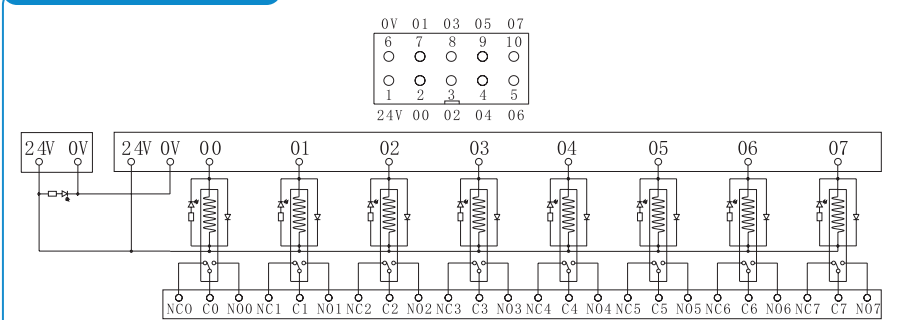 0V 01 03 05 07
6 7 8 9 10
1 2 3 4 5
24V 00 02 04 06
24V 0V 24V 0V 00 01 02 03 04 05 06 07
NC0 C0 NO0 NC1 C1 NO1 NC2 C2 NO2 NC3 C3 NO3 NC4 C4 NO4 NC5 C5 NO5 NC6 C6 NO6 NC7 C7 NO7